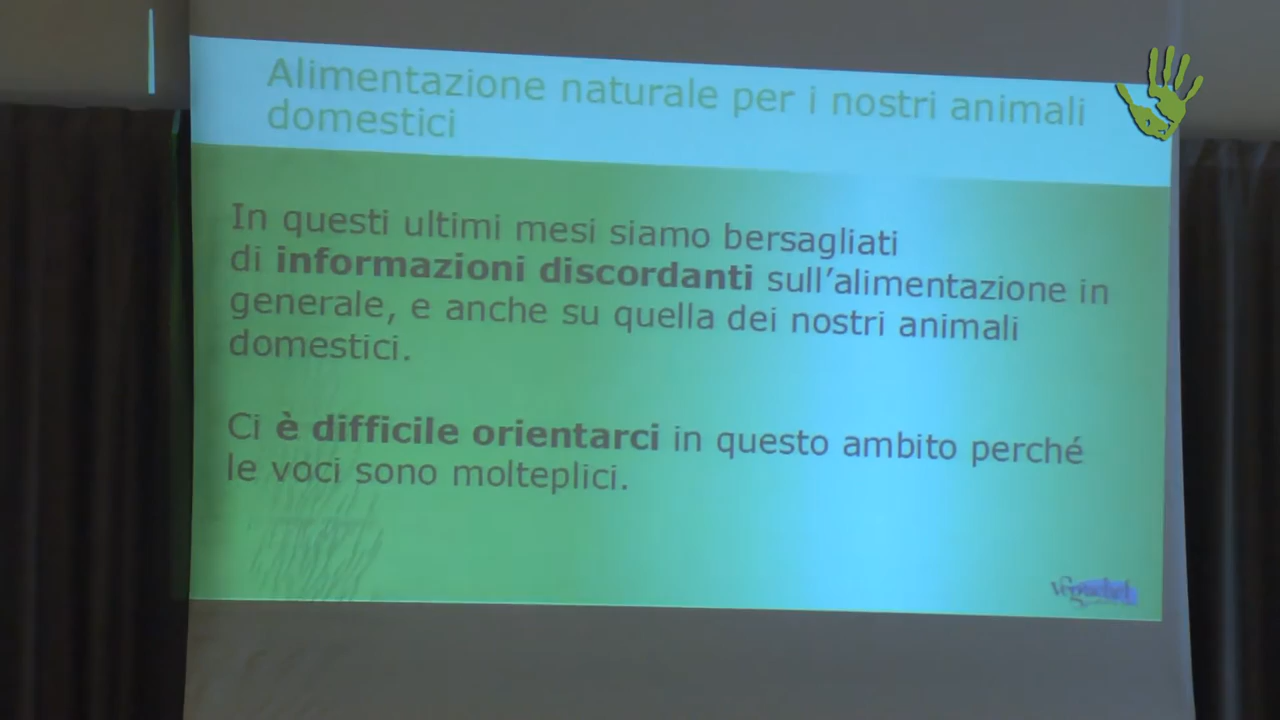 Alimentazione naturale per i nostri animali
domestici
In questi ultimi mesi siamo bersagliati
di informazioni discordanti sull’alimentazione in
generale, e anche su quella dei nostri animali
domestici.
Ci è difficile orientarci in questo ambito perché
le voci sono molteplici.